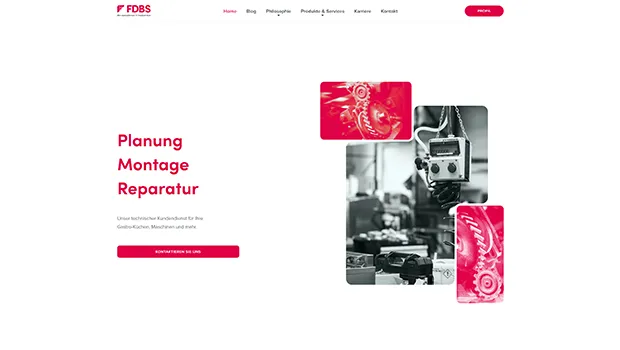 FDBS
Home Blog Philosophie Produkte & Services Karriere Kontakt
PROFIS
Planung
Montage
Reparatur
Unser technischer Kundendienst für Ihre
Gastro-Küchen, Maschinen und mehr.
KONTAKTIEREN SIE UNS